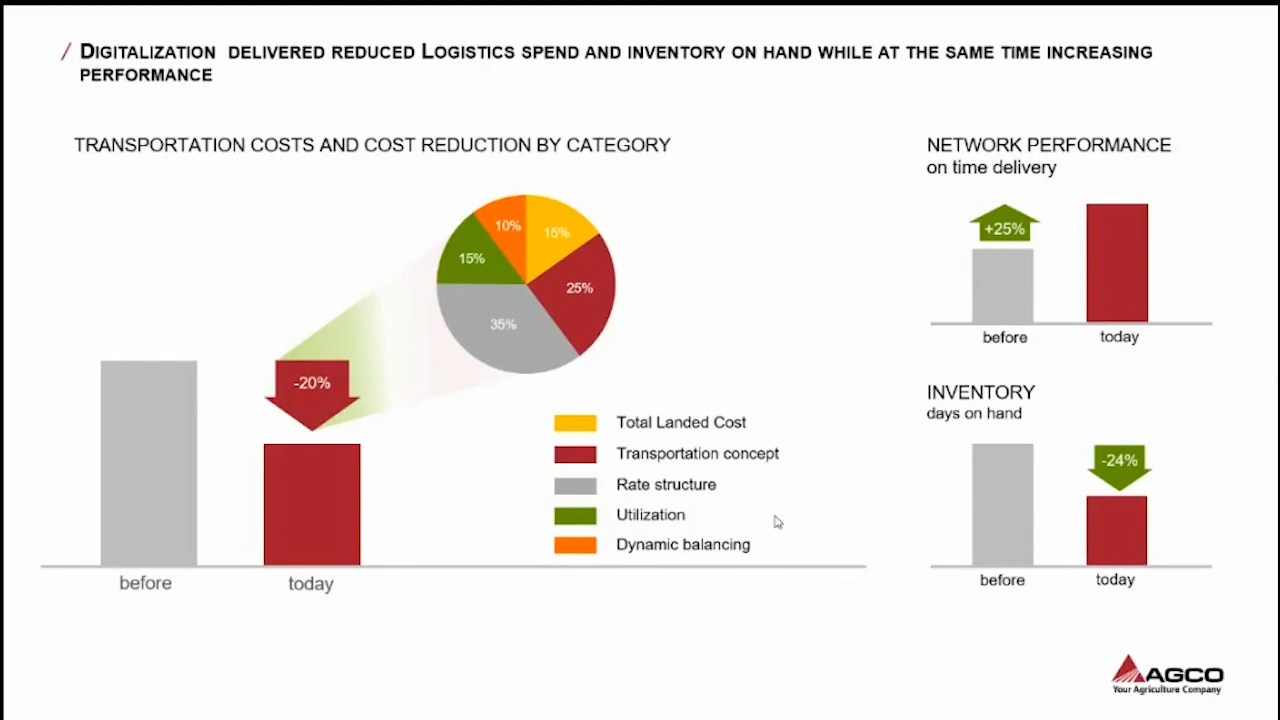 / Digitalization delivered reduced Logistics spend and inventory on hand while at the same time increasing
performance
TRANSPORTATION COSTS AND COST REDUCTION BY CATEGORY
10%
15%
15%
25%
35%
-20%
before
today
Total Landed Cost
Transportation concept
Rate structure
Utilization
Dynamic balancing
NETWORK PERFORMANCE
on time delivery
+25%
before
today
INVENTORY
days on hand
-24%
before
today
AGCO
Your Agriculture Company